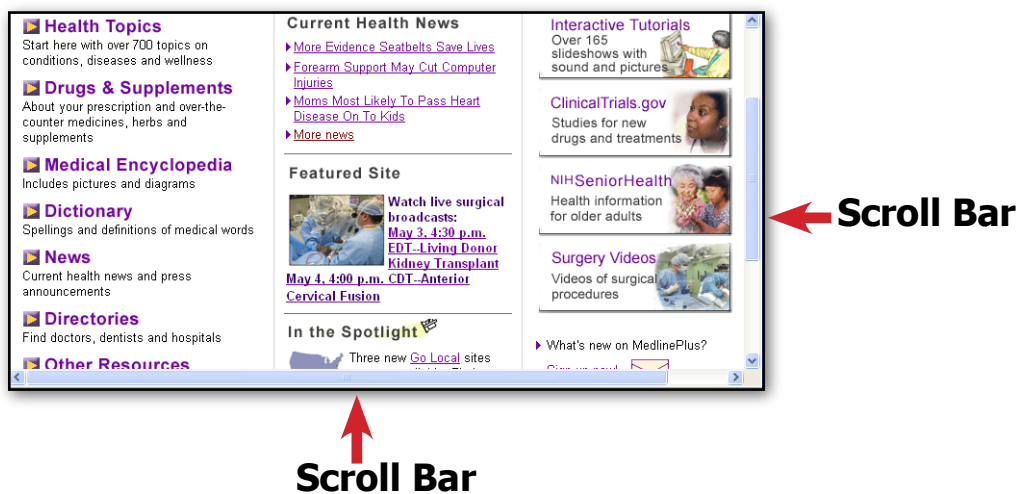 Health Topics
Start here with over 700 topics on
conditions, diseases and wellness
Drugs & Supplements
About your prescription and over-the-
counter medicines, herbs and
supplements
Medical Encyclopedia
Includes pictures and diagrams
Dictionary
Spellings and definitions of medical words
News
Current health news and press
announcements
Directories
Find doctors, dentists and hospitals
Other Resources
Current Health News
More Evidence Seatbelts Save Lives
Forearm Support May Cut Computer
Injuries
Moms Most Likely To Pass Heart
Disease On To Kids
More news
Featured Site
Watch live surgical
broadcasts:
May 3, 4:30 p.m.
EDT--Living Donor
Kidney Transplant
May 4, 4:00 p.m. CDT--Anterior
Cervical Fusion
In the Spotlight
Three new Go Local sites
Interactive Tutorials
Over 165
slideshows with
sound and pictures
ClinicalTrials.gov
Studies for new
drugs and treatments
NIHSeniorHealth
Health information
for older adults
Surgery Videos
Videos of surgical
procedures
What's new on MedlinePlus?
Sign up now!
Scroll Bar
Scroll Bar